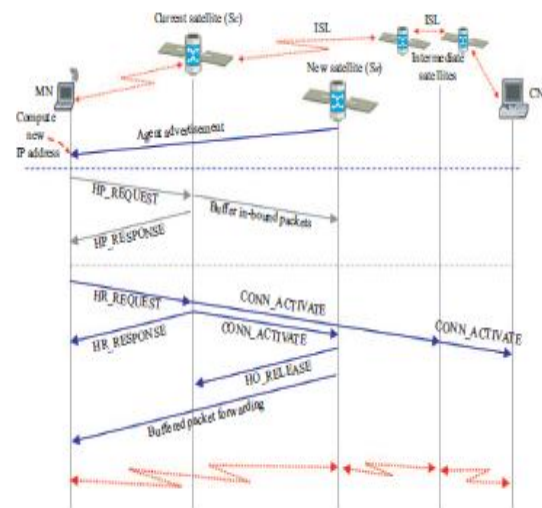 Current satellite (Sc)
ISL
ISL
New satellite (Sn)
Intermediate
satellites
MN
CN
Compute
new
IP address
Agent advertisement
HP_REQUEST
Buffer in-bound packets
HP_RESPONSE
HR_REQUEST
CONN_ACTIVATE
CONN_ACTIVATE
HR_RESPONSE
CONN_ACTIVATE
HO_RELEASE
Buffered packet forwarding